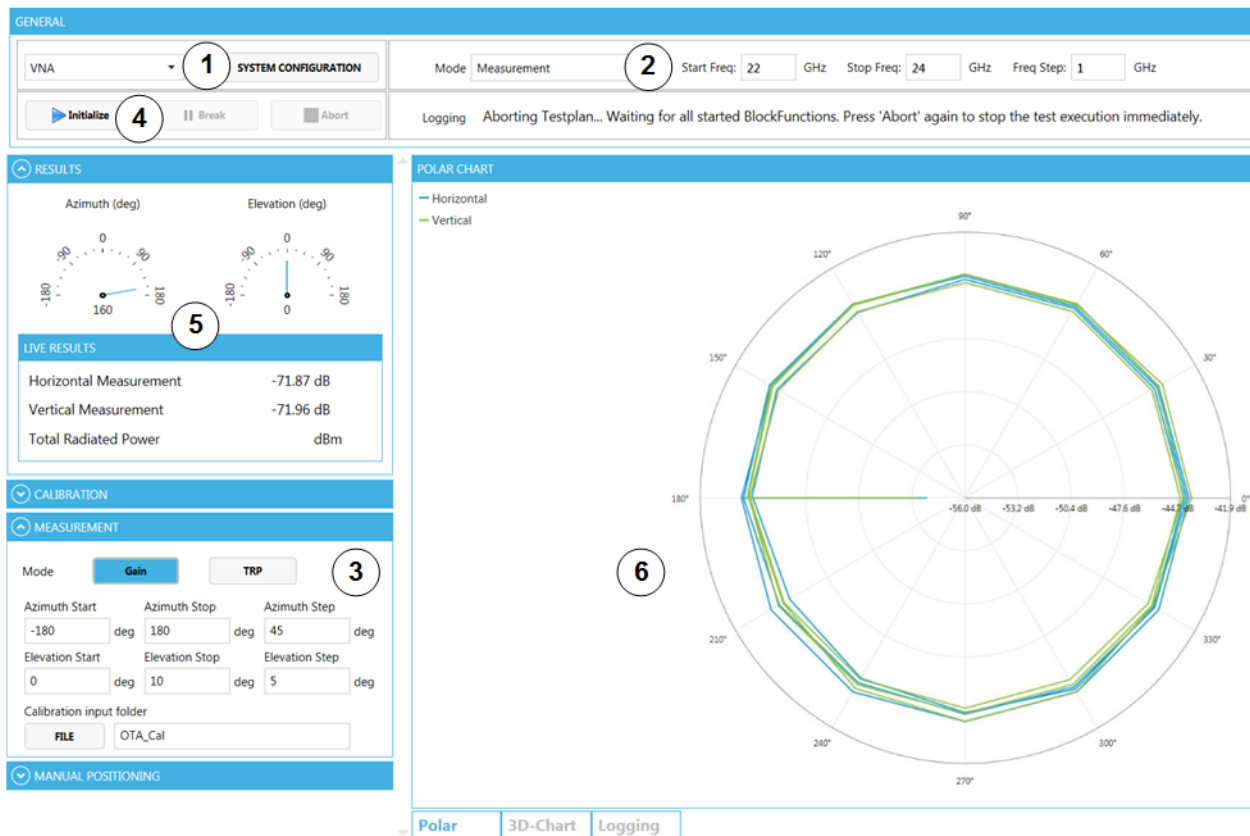 GENERAL
VNA
1
SYSTEM CONFIGURATION
Mode Measurement
2
Start Freq: 22 GHz Stop Freq: 24 GHz Freq Step: 1 GHz
Initialize
4
Break
Abort
Logging Aborting Testplan... Waiting for all started BlockFunctions. Press 'Abort' again to stop the test execution immediately.
RESULTS
Azimuth (deg) Elevation (deg)
0
-90 90
-180 180
160
0
-90 90
-180 180
0
5
LIVE RESULTS
Horizontal Measurement -71.87 dB
Vertical Measurement -71.96 dB
Total Radiated Power dBm
CALIBRATION
MEASUREMENT
Mode Gain TRP
3
Azimuth Start Azimuth Stop Azimuth Step
-180 deg 180 deg 45 deg
Elevation Start Elevation Stop Elevation Step
0 deg 10 deg 5 deg
Calibration input folder
FILE OTA_Cal
MANUAL POSITIONING
POLAR CHART
Horizontal
Vertical
90°
120° 60°
150° 30°
180° 0°
-56.0 dB -53.2 dB -50.4 dB -47.6 dB -44.7 dB -41.9 dB
6
210° 330°
240° 300°
270°
Polar 3D-Chart Logging